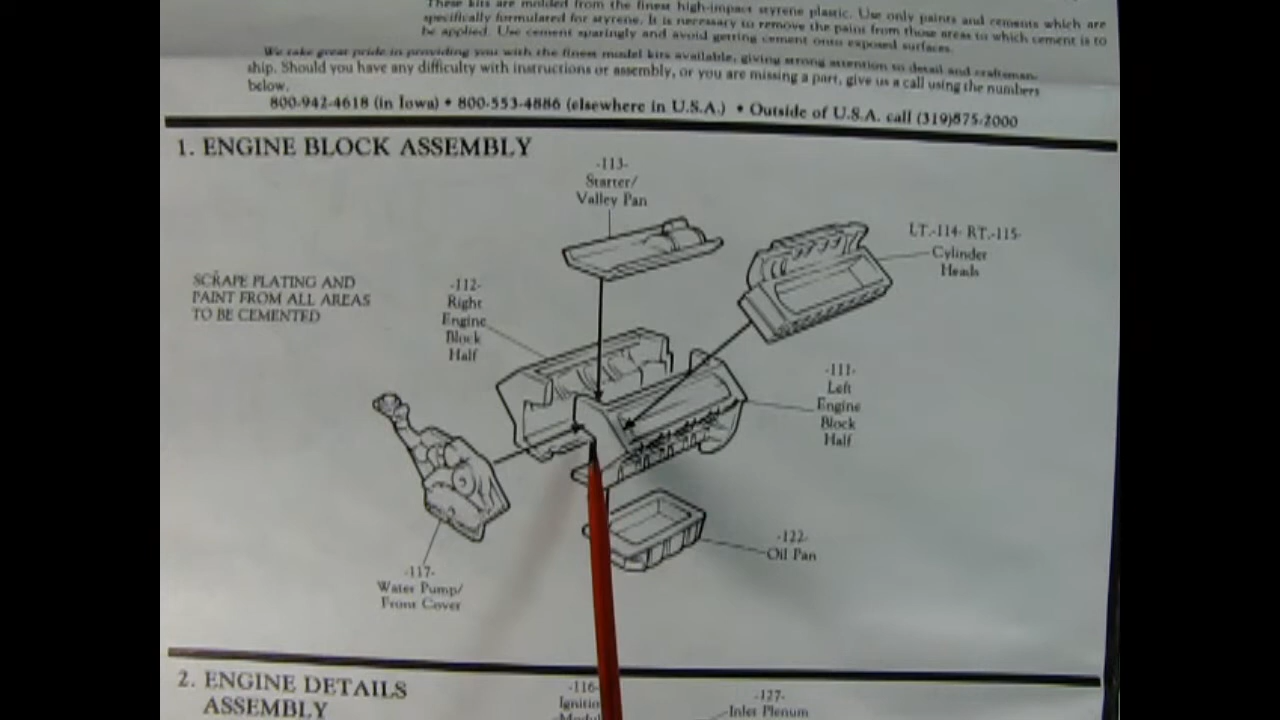 These kits are molded from the finest high-impact styrene plastic. Use only paints and cements which are
specifically formulated for styrene. It is necessary to remove the paint from those areas to which cement is to
be applied. Use cement sparingly and avoid getting cement onto exposed surfaces.
We take great pride in providing you with the finest model kits available, giving strong attention to detail and craftsman-
ship. Should you have any difficulty with instructions or assembly, or you are missing a part, give us a call using the numbers
below.
800-942-4618 (in Iowa) • 800-553-4886 (elsewhere in U.S.A.) • Outside of U.S.A. call (319)875-2000
1. ENGINE BLOCK ASSEMBLY
-113-
Starter/
Valley Pan
LT.-114- RT.-115-
Cylinder
Heads
SCRAPE PLATING AND
PAINT FROM ALL AREAS
TO BE CEMENTED
-112-
Right
Engine
Block
Half
-111-
Left
Engine
Block
Half
-122-
Oil Pan
-117-
Water Pump/
Front Cover
2. ENGINE DETAILS
ASSEMBLY
-116-
-127-
Inlet Plenum